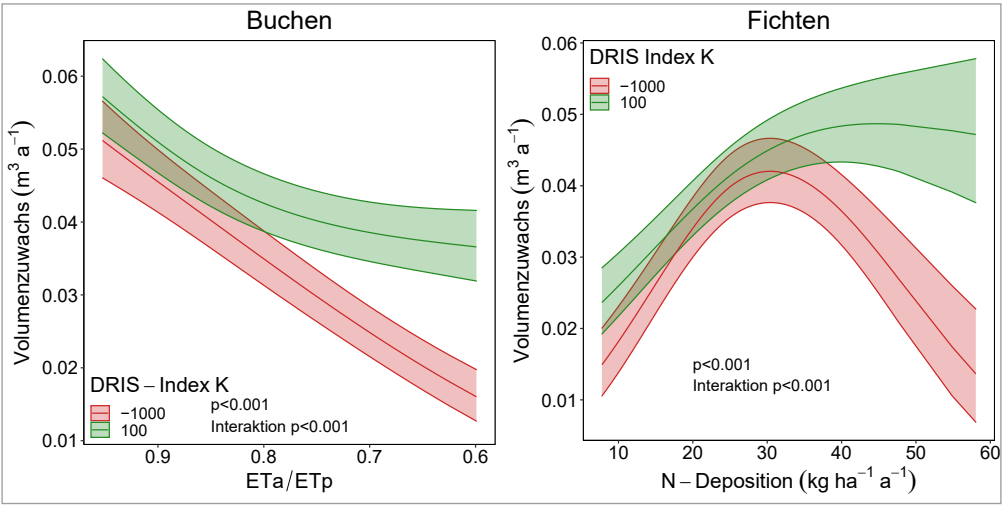 Buchen
Volumenzuwachs (m³ a⁻¹)
0.06
0.05
0.04
0.03
0.02
0.01
DRIS – Index K
−1000
100
p<0.001
Interaktion p<0.001
0.9 0.8 0.7 0.6
ETa/ETp
Fichten
Volumenzuwachs (m³ a⁻¹)
0.06
0.05
0.04
0.03
0.02
0.01
DRIS Index K
−1000
100
p<0.001
Interaktion p<0.001
10 20 30 40 50 60
N – Deposition (kg ha⁻¹ a⁻¹)